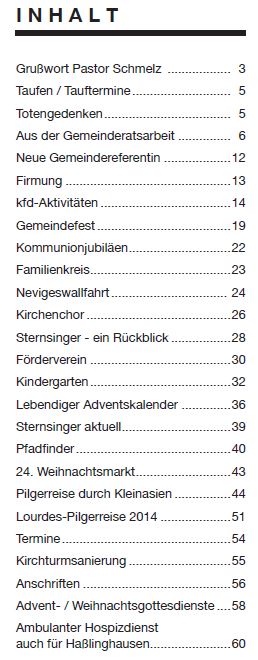 INHALT
Grußwort Pastor Schmelz .................. 3
Taufen / Tauftermine............................ 5
Totengedenken.................................... 5
Aus der Gemeinderatsarbeit ............... 6
Neue Gemeindereferentin ................... 12
Firmung .............................................. 13
kfd-Aktivitäten ..................................... 14
Gemeindefest...................................... 19
Kommunionjubiläen............................. 22
Familienkreis........................................ 23
Nevigeswallfahrt ................................. 24
Kirchenchor ......................................... 26
Sternsinger - ein Rückblick ................. 28
Förderverein ........................................ 30
Kindergarten ........................................ 32
Lebendiger Adventskalender .............. 36
Sternsinger aktuell............................... 39
Pfadfinder ........................................... 40
24. Weihnachtsmarkt........................... 43
Pilgerreise durch Kleinasien ................ 44
Lourdes-Pilgerreise 2014 .................... 51
Termine................................................ 54
Kirchturmsanierung ............................. 55
Anschriften .......................................... 56
Advent- / Weihnachtsgottesdienste .... 58
Ambulanter Hospizdienst
auch für Haßlinghausen....................... 60